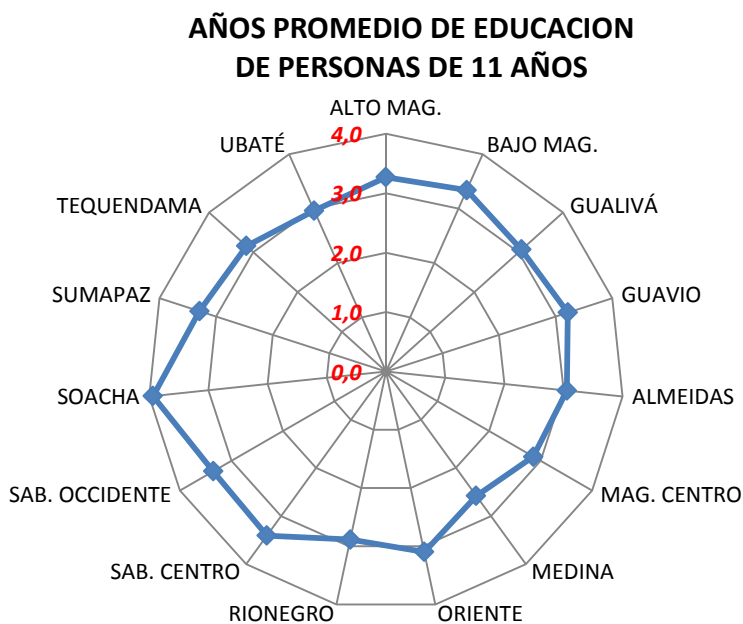 AÑOS PROMEDIO DE EDUCACION
DE PERSONAS DE 11 AÑOS
ALTO MAG.
BAJO MAG.
GUALIVÁ
GUAVIO
ALMEIDAS
MAG. CENTRO
MEDINA
ORIENTE
RIONEGRO
SAB. CENTRO
SAB. OCCIDENTE
SOACHA
SUMAPAZ
TEQUENDAMA
UBATÉ
4,0
3,0
2,0
1,0
0,0